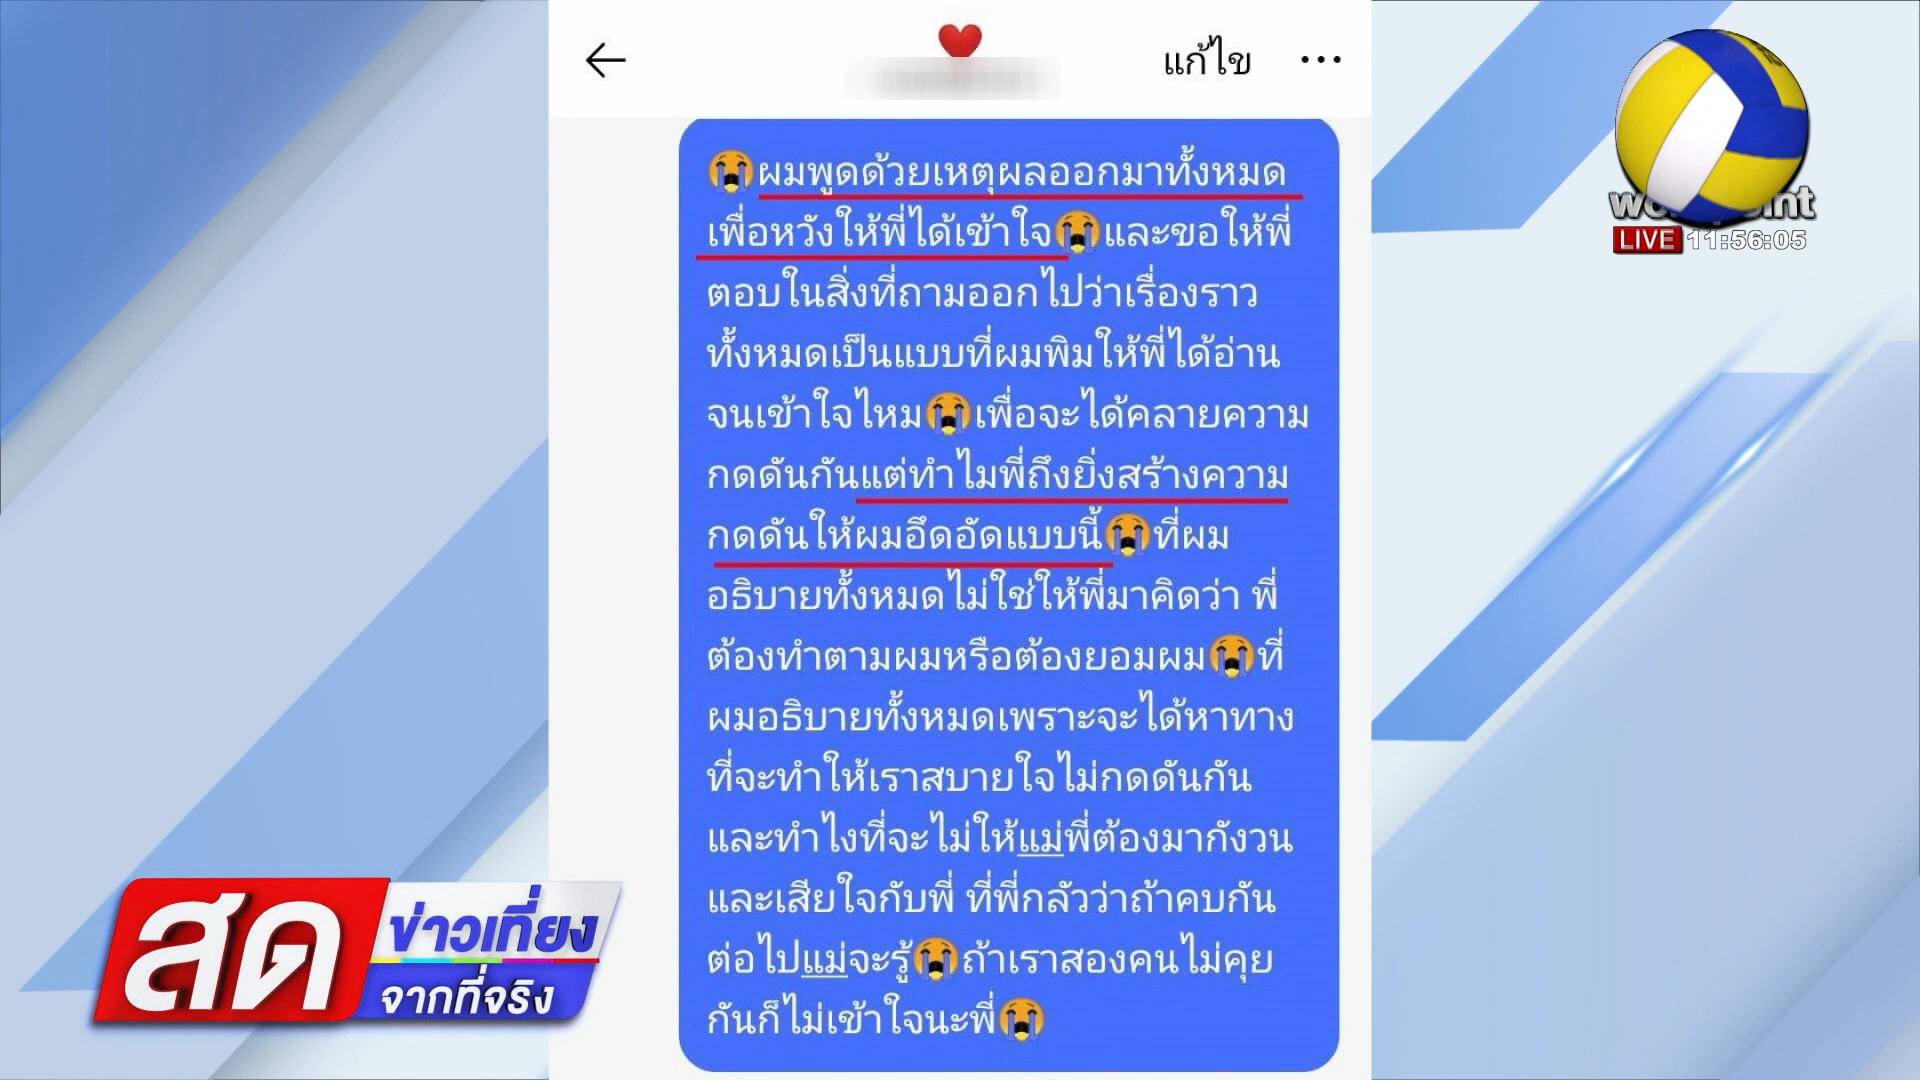 แก้ไข
😭ผมพูดด้วยเหตุผลออกมาทั้งหมด
เพื่อหวังให้พี่ได้เข้าใจ😭และขอให้พี่
ตอบในสิ่งที่ถามออกไปว่าเรื่องราว
ทั้งหมดเป็นแบบที่ผมพิมให้พี่ได้อ่าน
จนเข้าใจไหม😭เพื่อจะได้คลายความ
กดดันกันแต่ทำไมพี่ถึงยิ่งสร้างความ
กดดันให้ผมอึดอัดแบบนี้😭ที่ผม
อธิบายทั้งหมดไม่ใช่ให้พี่มาคิดว่า พี่
ต้องทำตามผมหรือต้องยอมผม😭ที่
ผมอธิบายทั้งหมดเพราะจะได้หาทาง
ที่จะทำให้เราสบายใจไม่กดดันกัน
และทำไงที่จะไม่ให้แม่พี่ต้องมากังวน
และเสียใจกับพี่ ที่พี่กลัวว่าถ้าคบกัน
ต่อไปแม่จะรู้😭ถ้าเราสองคนไม่คุย
กันก็ไม่เข้าใจนะพี่😭
LIVE 11:56:05
สด
ข่าวเที่ยง
จากที่จริง